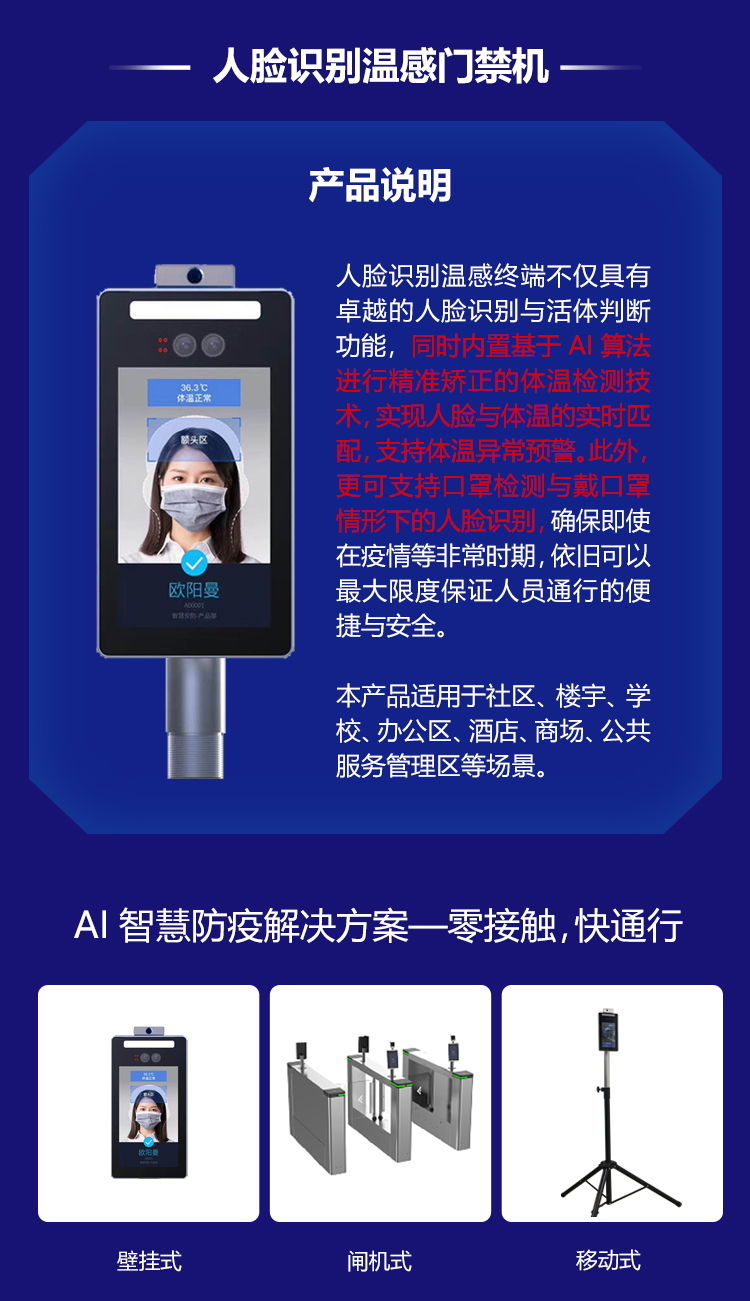 人脸识别温感门禁机
产品说明
人脸识别温感终端不仅具有
卓越的人脸识别与活体判断
功能，同时内置基于 AI 算法
进行精准矫正的体温检测技
术，实现人脸与体温的实时匹
配，支持体温异常预警。此外，
更可支持口罩检测与戴口罩
情形下的人脸识别，确保即使
在疫情等非常时期，依旧可以
最大限度保证人员通行的便
捷与安全。
本产品适用于社区、楼宇、学
校、办公区、酒店、商场、公共
服务管理区等场景。
36.3℃
体温正常
额头区
欧阳曼
A00001
AI 智慧防疫解决方案—零接触，快通行
36.3℃
体温正常
额头区
欧阳曼
壁挂式
闸机式
移动式